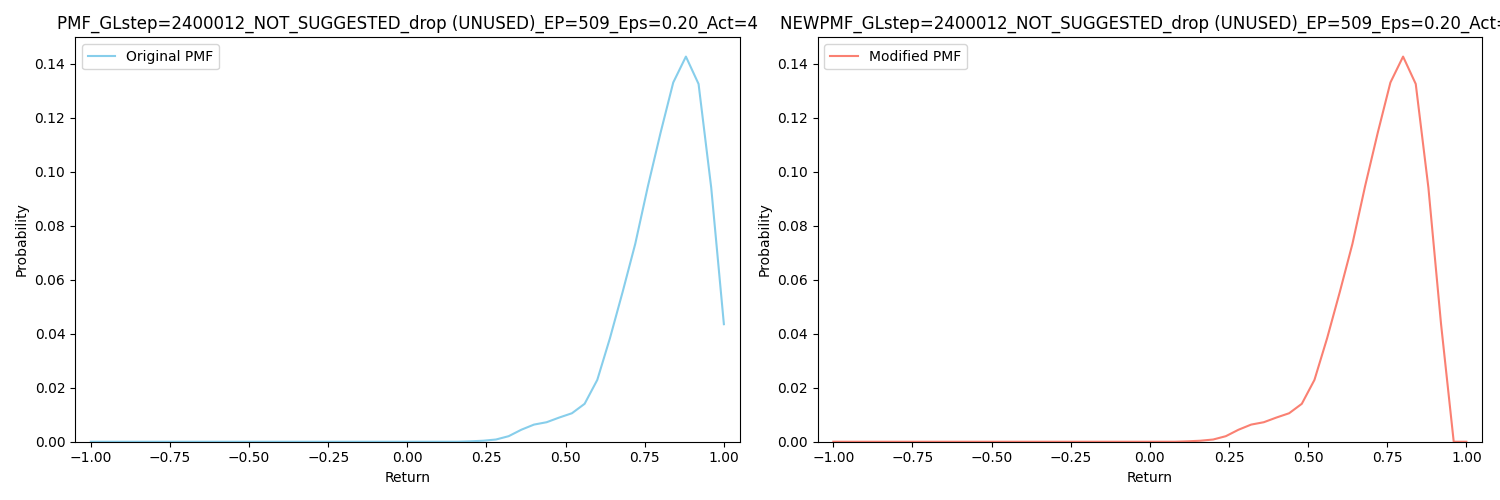 PMF_GLstep=2400012_NOT_SUGGESTED_drop (UNUSED)_EP=509_Eps=0.20_Act=4
Original PMF
0.14
0.12
0.10
0.08
0.06
0.04
0.02
0.00
Probability
−1.00 −0.75 −0.50 −0.25 0.00 0.25 0.50 0.75 1.00
Return
NEWPMF_GLstep=2400012_NOT_SUGGESTED_drop (UNUSED)_EP=509_Eps=0.20_Act=
Modified PMF
0.14
0.12
0.10
0.08
0.06
0.04
0.02
0.00
Probability
−1.00 −0.75 −0.50 −0.25 0.00 0.25 0.50 0.75 1.00
Return